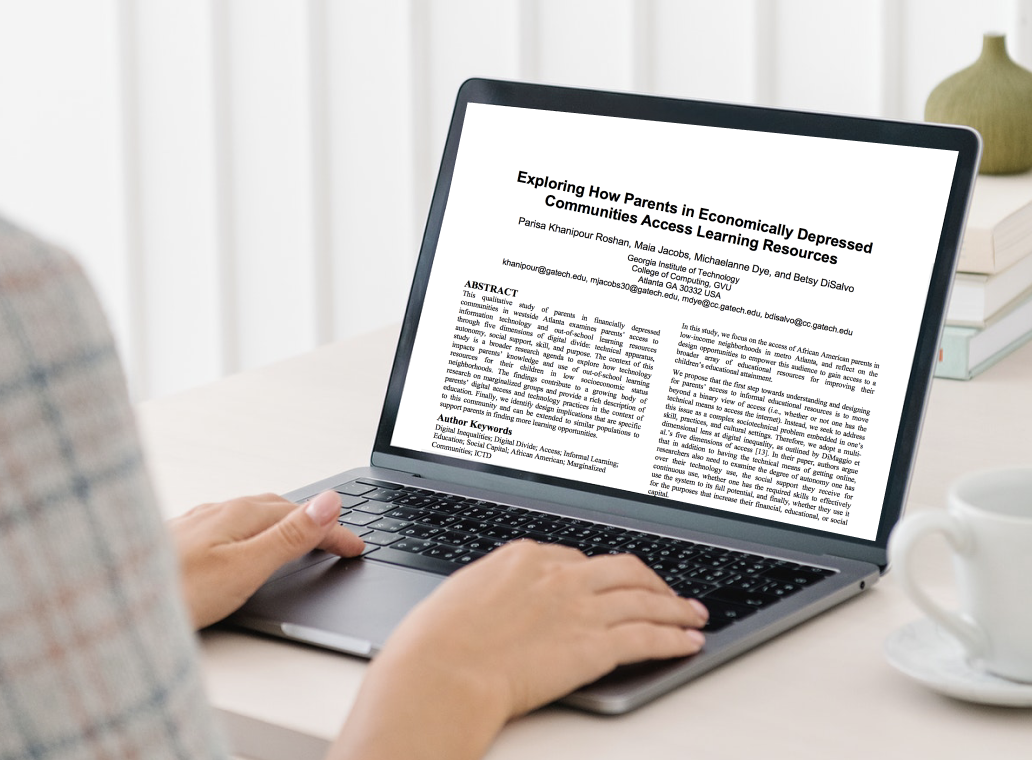 Exploring How Parents in Economically Depressed
Communities Access Learning Resources
Parisa Khanipour Roshan, Maia Jacobs, Michaelanne Dye, and Betsy DiSalvo
Georgia Institute of Technology
College of Computing, GVU
Atlanta GA 30332 USA
khanipour@gatech.edu, mjacobs30@gatech.edu, mdye@cc.gatech.edu, bdisalvo@cc.gatech.edu
ABSTRACT
This qualitative study of parents in financially depressed
communities in westside Atlanta examines parents' access to
information technology and out-of-school learning resources
through five dimensions of digital divide: technical apparatus,
autonomy, social support, skill, and purpose. The context of this
study is a broader research agenda to explore how technology
impacts parents' knowledge and use of out-of-school learning
resources for their children in low socioeconomic status
neighborhoods. The findings contribute to a growing body of
research on marginalized groups and provide a rich description of
parents' digital access and technology practices in the context of
education. Finally, we identify design implications that are specific
to this community and can be extended to similar populations to
support parents in finding more learning opportunities.
Author Keywords
Digital Inequalities; Digital Divide; Access; Informal Learning;
Education; Social Capital; African American; Marginalized
Communities; ICTD
In this study, we focus on the access of African American parents in
low-income neighborhoods in metro Atlanta, and reflect on the
design opportunities to empower this audience to gain access to a
broader array of educational resources for improving their
children's educational attainment.
We propose that the first step towards understanding and designing
for parents' access to informal educational resources is to move
beyond a binary view of access (i.e., whether or not one has the
technical means to access the internet). Instead, we seek to address
this issue as a complex sociotechnical problem embedded in one's
skill, practices, and cultural settings. Therefore, we adopt a multi-
dimensional lens at digital inequality, as outlined by DiMaggio et
al.'s five dimensions of access [13]. In their paper, authors argue
that in addition to having the technical means of getting online,
researchers also need to examine the degree of autonomy one has
over their technology use, the social support they receive for
continuous use, whether one has the required skills to effectively
use the system to its full potential, and finally, whether they use it
for the purposes that increase their financial, educational, or social
capital.